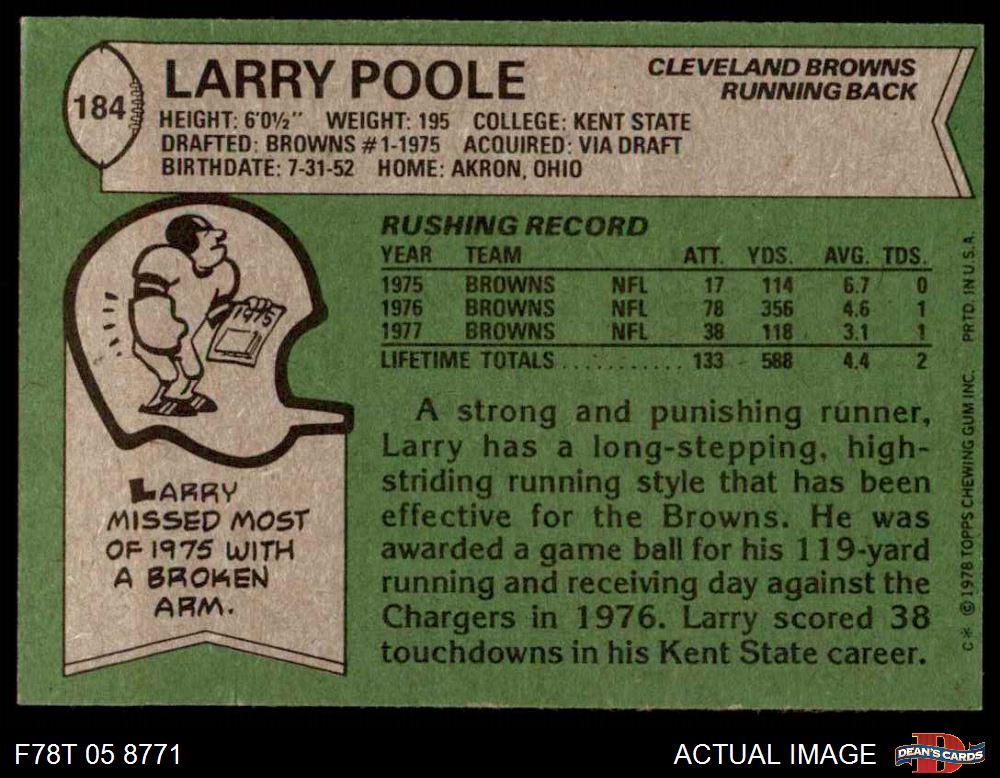 184
LARRY POOLE
CLEVELAND BROWNS
RUNNING BACK
HEIGHT: 6'0½" WEIGHT: 195 COLLEGE: KENT STATE
DRAFTED: BROWNS #1-1975 ACQUIRED: VIA DRAFT
BIRTHDATE: 7-31-52 HOME: AKRON, OHIO
1975
LARRY
MISSED MOST
OF 1975 WITH
A BROKEN
ARM.
RUSHING RECORD
YEAR TEAM ATT. YDS. AVG. TDS.
1975 BROWNS NFL 17 114 6.7 0
1976 BROWNS NFL 78 356 4.6 1
1977 BROWNS NFL 38 118 3.1 1
LIFETIME TOTALS............ 133 588 4.4 2
A strong and punishing runner,
Larry has a long-stepping, high-
striding running style that has been
effective for the Browns. He was
awarded a game ball for his 119-yard
running and receiving day against the
Chargers in 1976. Larry scored 38
touchdowns in his Kent State career.
C* © 1978 TOPPS CHEWING GUM INC. PRTD. IN U.S.A.
F78T 05 8771
ACTUAL IMAGE
D
DEAN'S CARDS